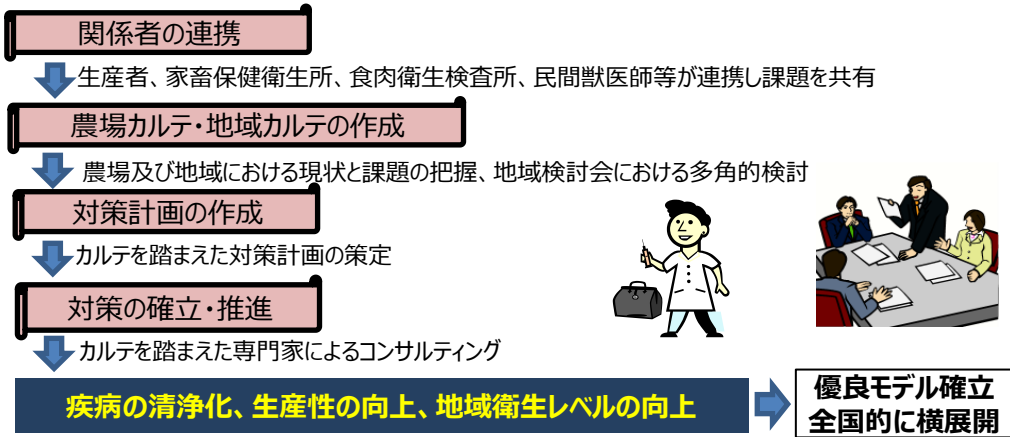 関係者の連携
生産者、家畜保健衛生所、食肉衛生検査所、民間獣医師等が連携し課題を共有
農場カルテ・地域カルテの作成
農場及び地域における現状と課題の把握、地域検討会における多角的検討
対策計画の作成
カルテを踏まえた対策計画の策定
対策の確立・推進
カルテを踏まえた専門家によるコンサルティング
疾病の清浄化、生産性の向上、地域衛生レベルの向上
優良モデル確立
全国的に横展開